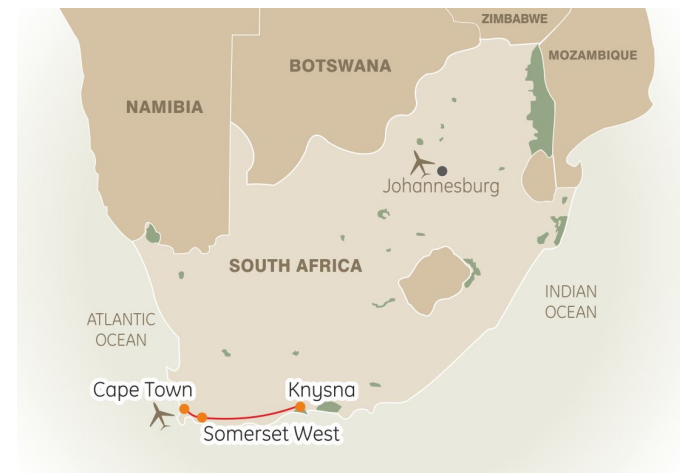 ZIMBABWE
MOZAMBIQUE
BOTSWANA
NAMIBIA
Johannesburg
SOUTH AFRICA
INDIAN
OCEAN
ATLANTIC
OCEAN
Cape Town
Knysna
Somerset West